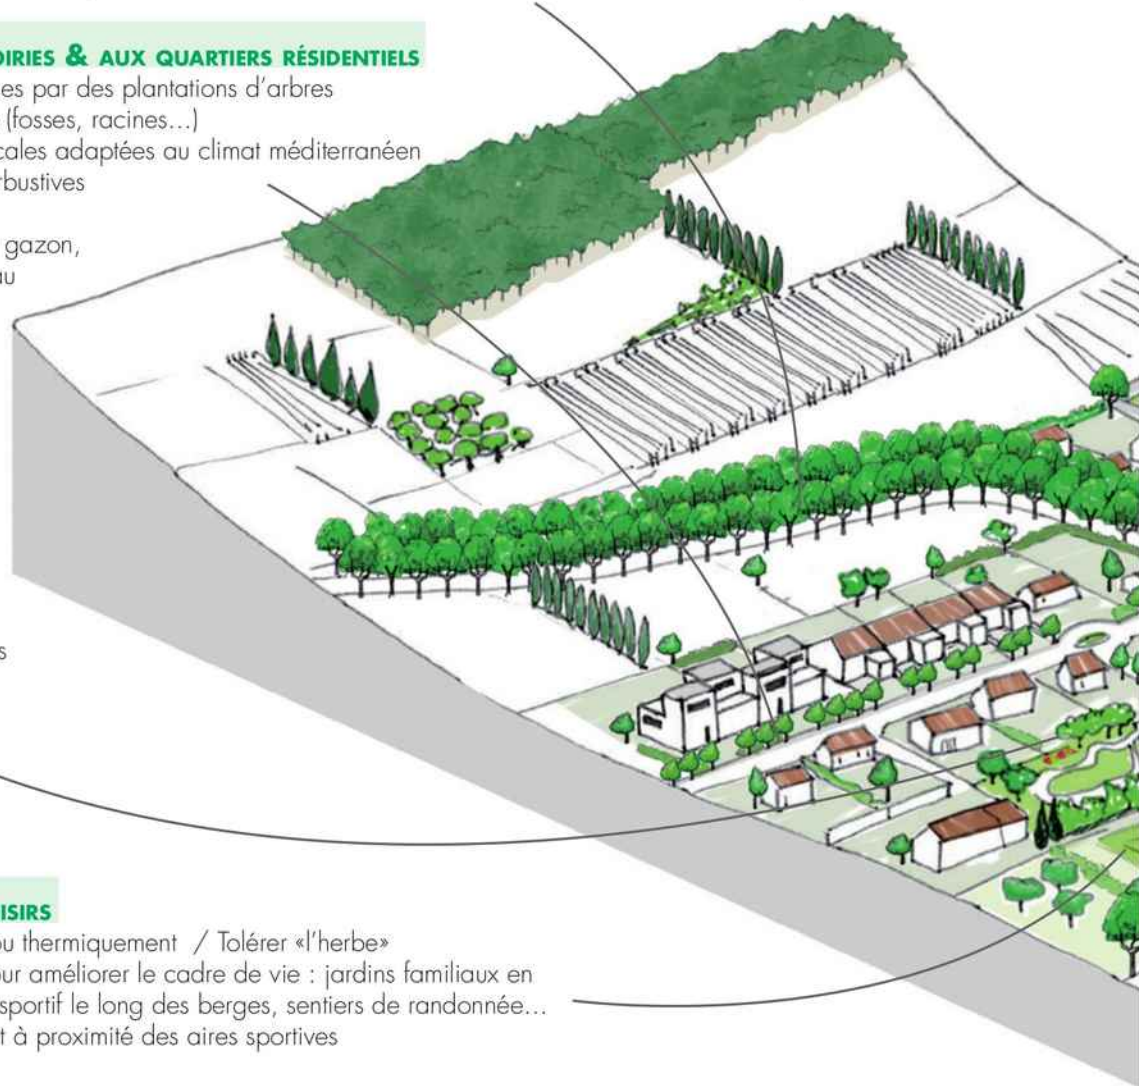 OIRIES & AUX QUARTIERS RÉSIDENTIELS
es par des plantations d'arbres
(fosses, racines...)
cales adaptées au climat méditerranéen
rbustives
gazon,
au
s
ISIRS
ou thermiquement / Tolérer «l'herbe»
our améliorer le cadre de vie : jardins familiaux en
sportif le long des berges, sentiers de randonnée...
t à proximité des aires sportives